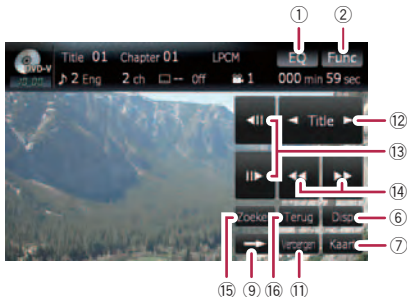 ① ②
DVD-V Title 01 Chapter 01 LPCM EQ Func
2 Eng 2 ch -- Off 1 000 min 59 sec
Title ⑫
⑬
⑭
Zoeken Terug Disp ⑥
Verbergen Kaart ⑦
⑮ ⑨ ⑯ ⑪